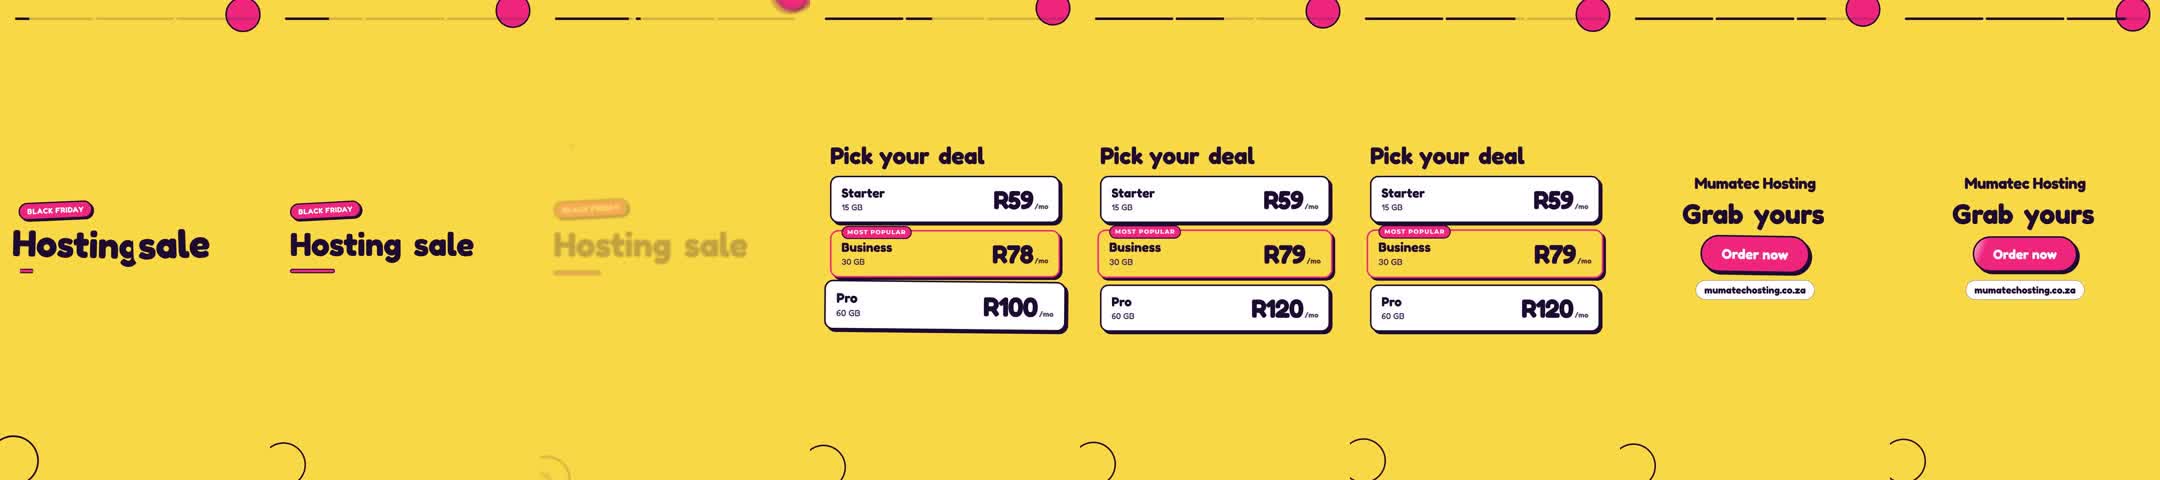 BLACK FRIDAY
Hosting sale
BLACK FRIDAY
Hosting sale
BLACK FRIDAY
Hosting sale
Pick your deal
Starter
15 GB
R59 /mo
MOST POPULAR
Business
30 GB
R78 /mo
Pro
60 GB
R100 /mo
Pick your deal
Starter
15 GB
R59 /mo
MOST POPULAR
Business
30 GB
R79 /mo
Pro
60 GB
R120 /mo
Pick your deal
Starter
15 GB
R59 /mo
MOST POPULAR
Business
30 GB
R79 /mo
Pro
60 GB
R120 /mo
Mumatec Hosting
Grab yours
Order now
mumatechosting.co.za
Mumatec Hosting
Grab yours
Order now
mumatechosting.co.za